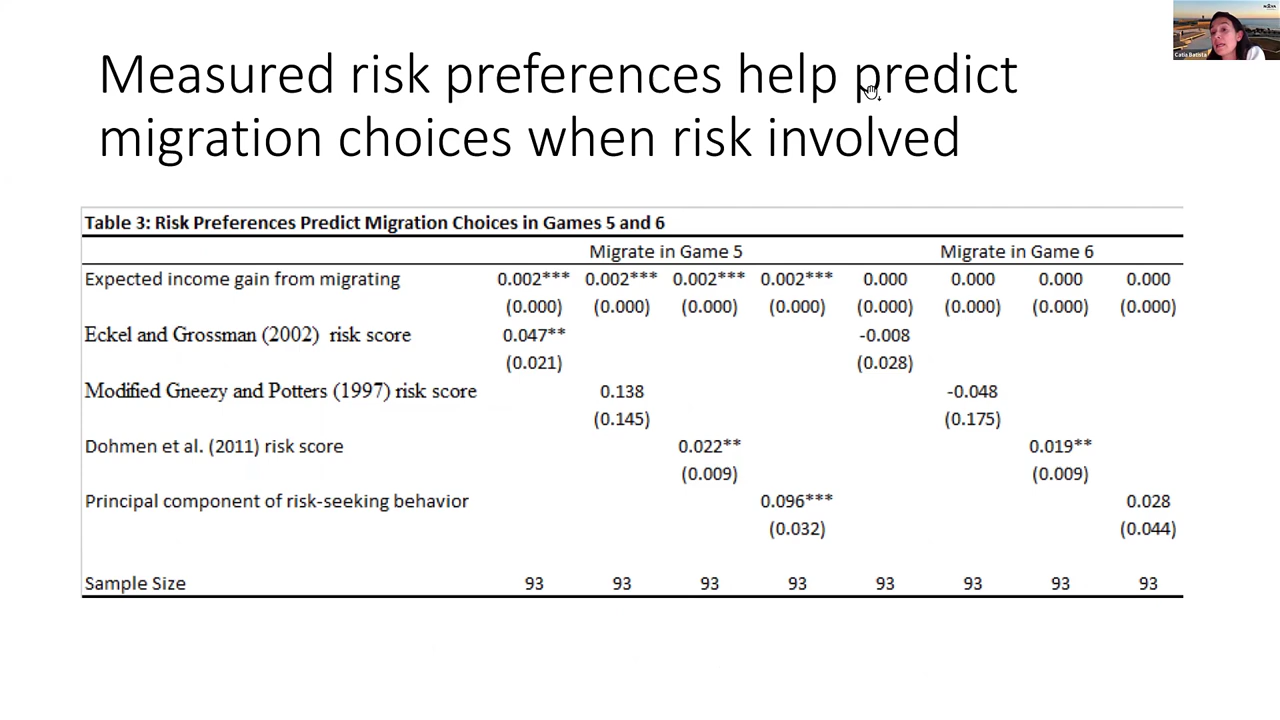 Measured risk preferences help predict
migration choices when risk involved
NOVA
Catia Batista
Table 3: Risk Preferences Predict Migration Choices in Games 5 and 6
Migrate in Game 5 Migrate in Game 6
Expected income gain from migrating 0.002*** 0.002*** 0.002*** 0.002*** 0.000 0.000 0.000 0.000
(0.000) (0.000) (0.000) (0.000) (0.000) (0.000) (0.000) (0.000)
Eckel and Grossman (2002) risk score 0.047** -0.008
(0.021) (0.028)
Modified Gneezy and Potters (1997) risk score 0.138 -0.048
(0.145) (0.175)
Dohmen et al. (2011) risk score 0.022** 0.019**
(0.009) (0.009)
Principal component of risk-seeking behavior 0.096*** 0.028
(0.032) (0.044)
Sample Size 93 93 93 93 93 93 93 93